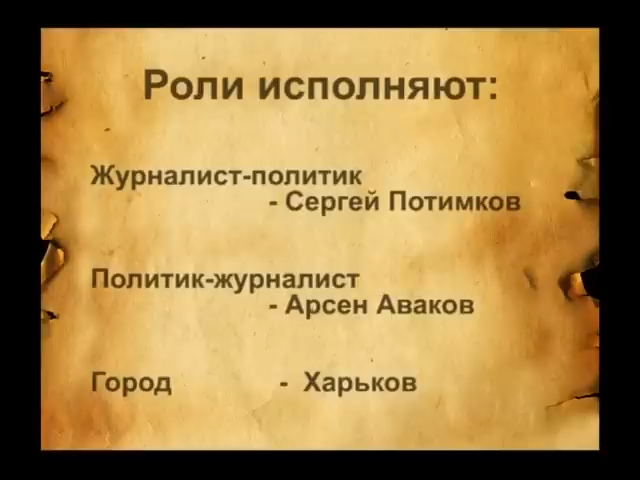 Роли исполняют:
Журналист-политик
- Сергей Потимков
Политик-журналист
- Арсен Аваков
Город - Харьков